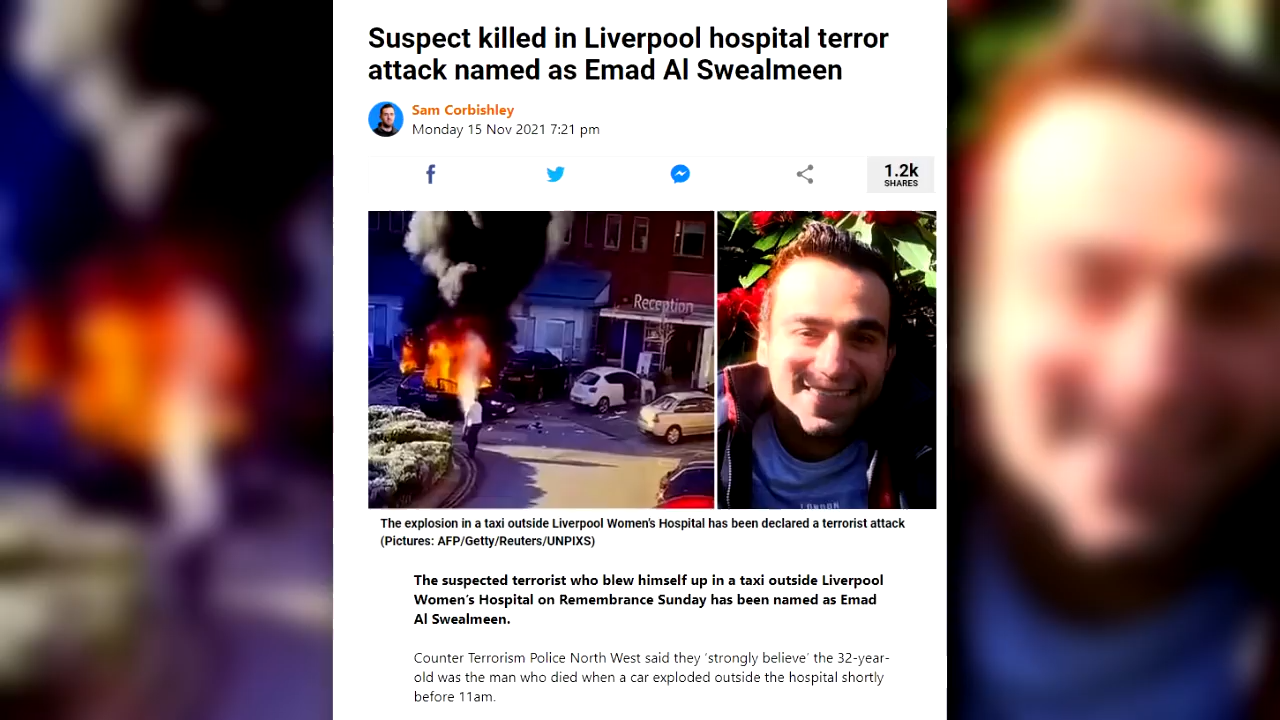 Suspect killed in Liverpool hospital terror
attack named as Emad Al Swealmeen
Sam Corbishley
Monday 15 Nov 2021 7:21 pm
1.2k
SHARES
Reception
LONDON
The explosion in a taxi outside Liverpool Women's Hospital has been declared a terrorist attack
(Pictures: AFP/Getty/Reuters/UNPIXS)
The suspected terrorist who blew himself up in a taxi outside Liverpool
Women's Hospital on Remembrance Sunday has been named as Emad
Al Swealmeen.
Counter Terrorism Police North West said they 'strongly believe' the 32-year-
old was the man who died when a car exploded outside the hospital shortly
before 11am.